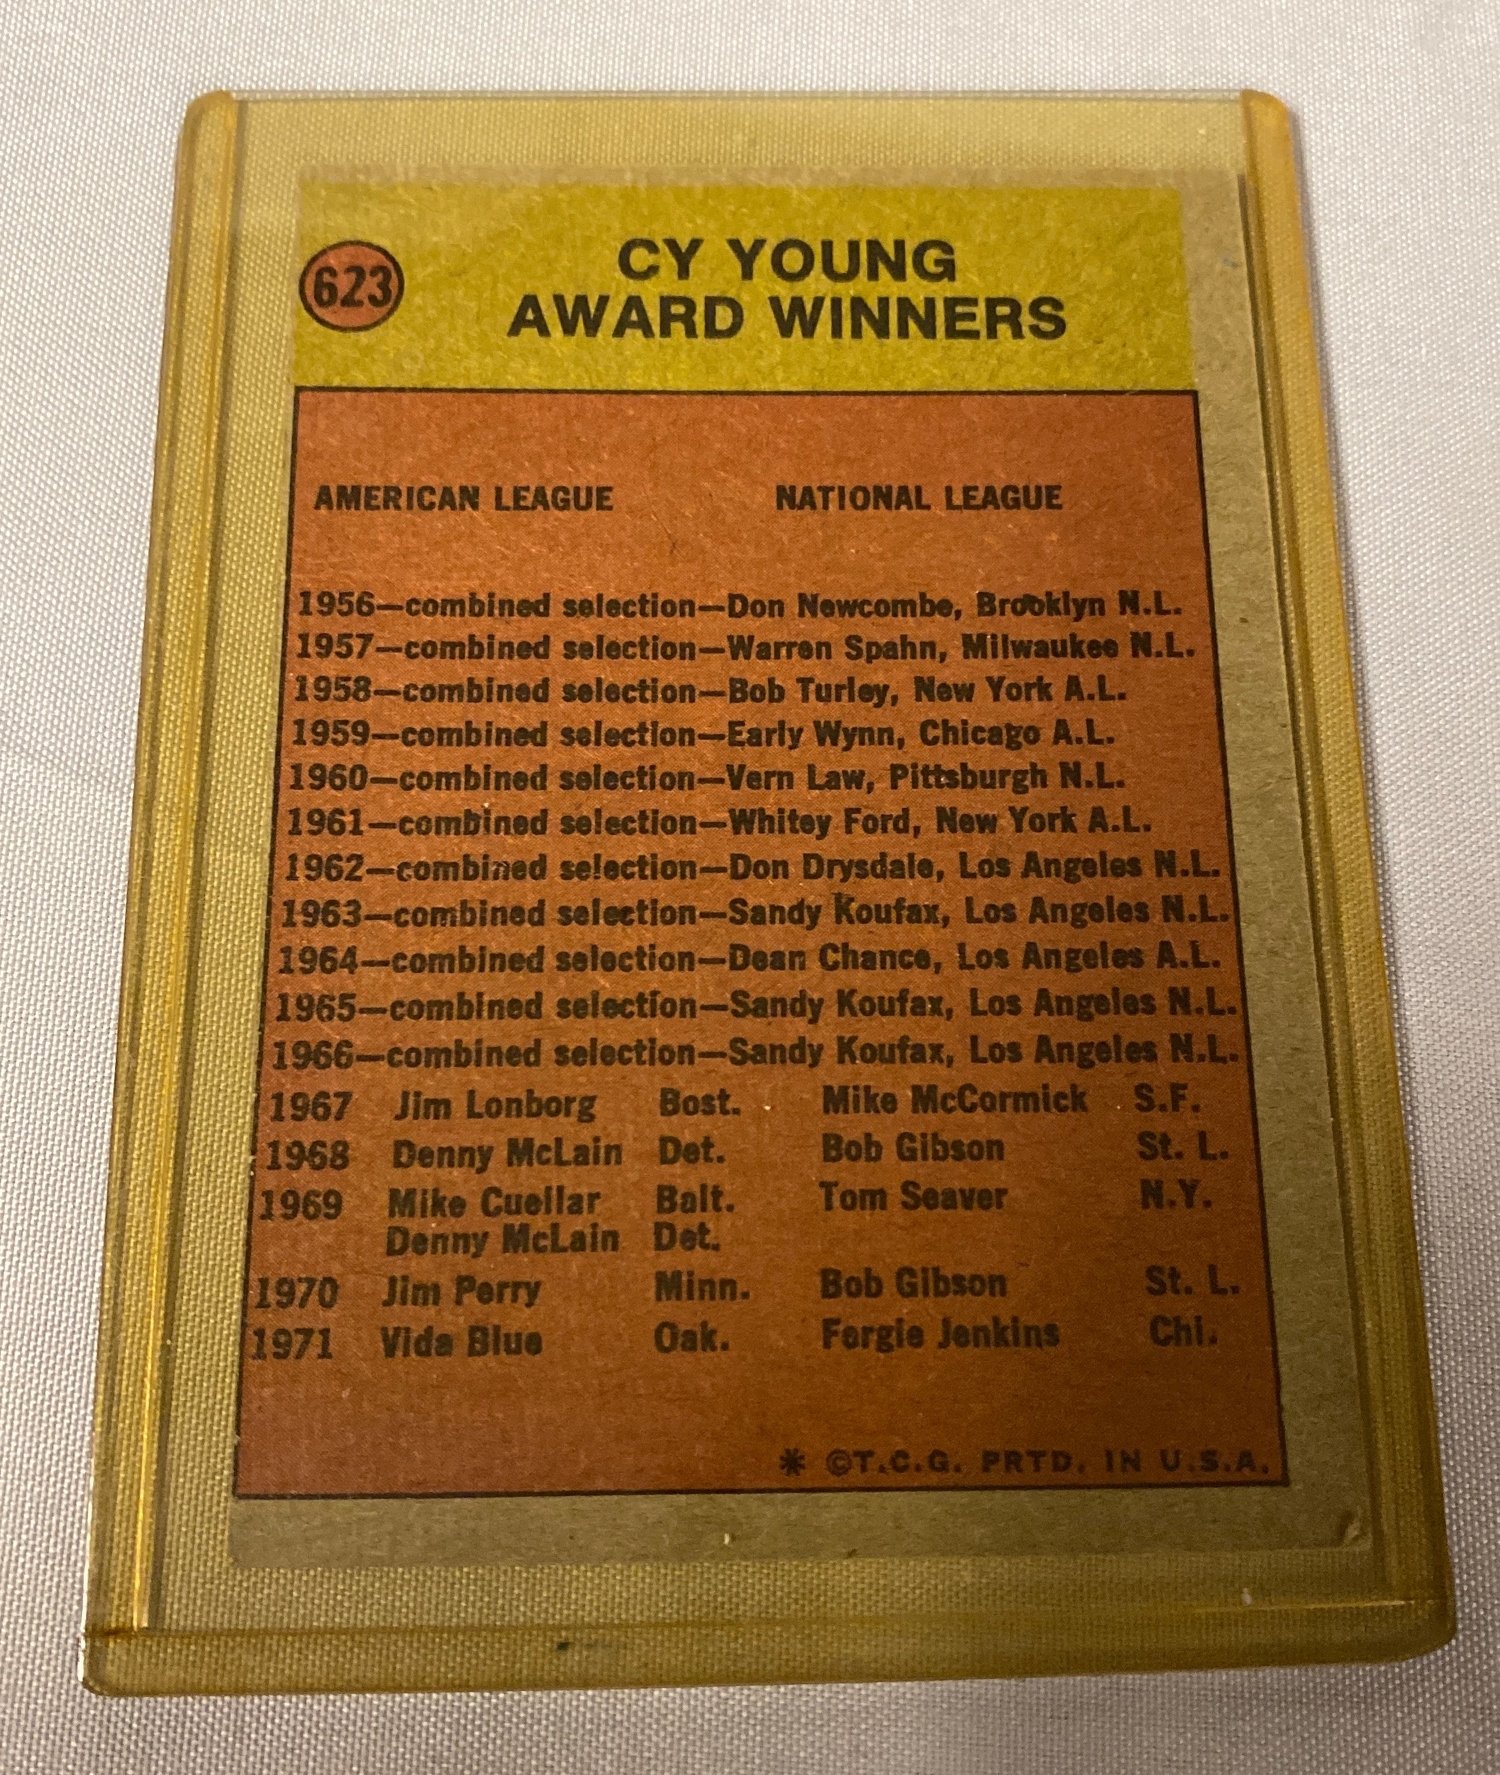 623
CY YOUNG
AWARD WINNERS
AMERICAN LEAGUE NATIONAL LEAGUE
1956—combined selection—Don Newcombe, Brooklyn N.L.
1957—combined selection—Warren Spahn, Milwaukee N.L.
1958—combined selection—Bob Turley, New York A.L.
1959—combined selection—Early Wynn, Chicago A.L.
1960—combined selection—Vern Law, Pittsburgh N.L.
1961—combined selection—Whitey Ford, New York A.L.
1962—combined selection—Don Drysdale, Los Angeles N.L.
1963—combined selection—Sandy Koufax, Los Angeles N.L.
1964—combined selection—Dean Chance, Los Angeles A.L.
1965—combined selection—Sandy Koufax, Los Angeles N.L.
1966—combined selection—Sandy Koufax, Los Angeles N.L.
1967 Jim Lonborg Bost. Mike McCormick S.F.
1968 Denny McLain Det. Bob Gibson St. L.
1969 Mike Cuellar Balt. Tom Seaver N.Y.
Denny McLain Det.
1970 Jim Perry Minn. Bob Gibson St. L.
1971 Vida Blue Oak. Fergie Jenkins Chi.
* ©T.C.G. PRTD. IN U.S.A.